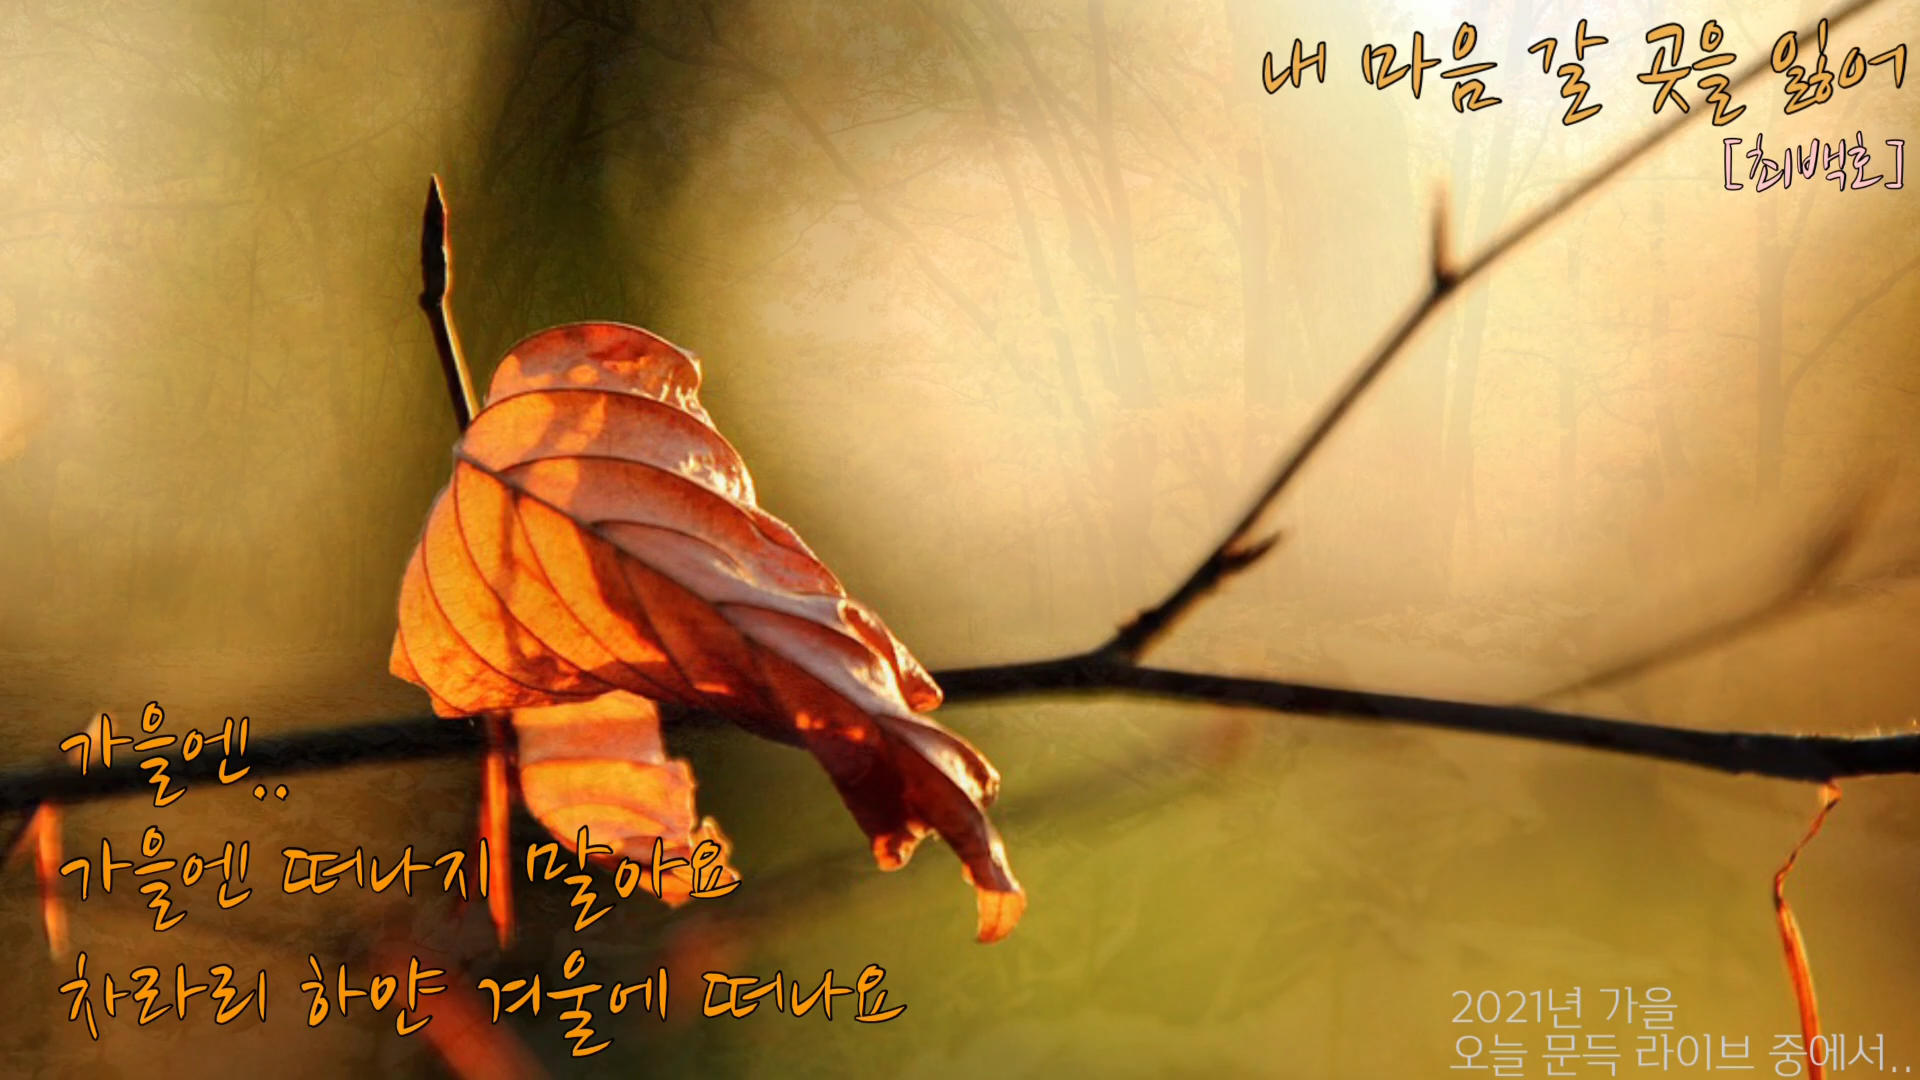 내 마음 갈 곳을 잃어
[최백호]
가을엔..
가을엔 떠나지 말아요
차라리 하얀 겨울에 떠나요
2021년 가을
오늘 문득 라이브 중에서..